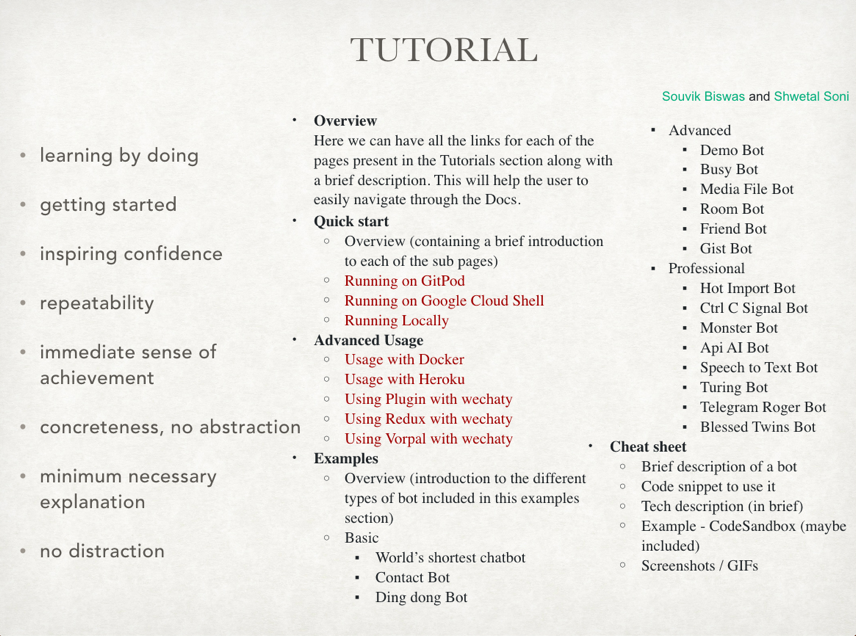 TUTORIAL
Souvik Biswas and Shwetal Soni
• learning by doing
• getting started
• inspiring confidence
• repeatability
• immediate sense of
achievement
• concreteness, no abstraction
• minimum necessary
explanation
• no distraction
• Overview
Here we can have all the links for each of the
pages present in the Tutorials section along with
a brief description. This will help the user to
easily navigate through the Docs.
• Quick start
○ Overview (containing a brief introduction
to each of the sub pages)
○ Running on GitPod
○ Running on Google Cloud Shell
○ Running Locally
• Advanced Usage
○ Usage with Docker
○ Usage with Heroku
○ Using Plugin with wechaty
○ Using Redux with wechaty
○ Using Vorpal with wechaty
• Examples
○ Overview (introduction to the different
types of bot included in this examples
section)
○ Basic
▪ World’s shortest chatbot
▪ Contact Bot
▪ Ding dong Bot
▪ Advanced
▪ Demo Bot
▪ Busy Bot
▪ Media File Bot
▪ Room Bot
▪ Friend Bot
▪ Gist Bot
▪ Professional
▪ Hot Import Bot
▪ Ctrl C Signal Bot
▪ Monster Bot
▪ Api AI Bot
▪ Speech to Text Bot
▪ Turing Bot
▪ Telegram Roger Bot
▪ Blessed Twins Bot
• Cheat sheet
○ Brief description of a bot
○ Code snippet to use it
○ Tech description (in brief)
○ Example - CodeSandbox (maybe
included)
○ Screenshots / GIFs